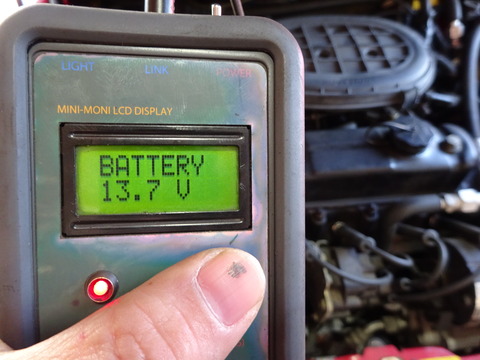 LIGHT LINK POWER
MINI-MONI LCD DISPLAY
BATTERY
13.7 V